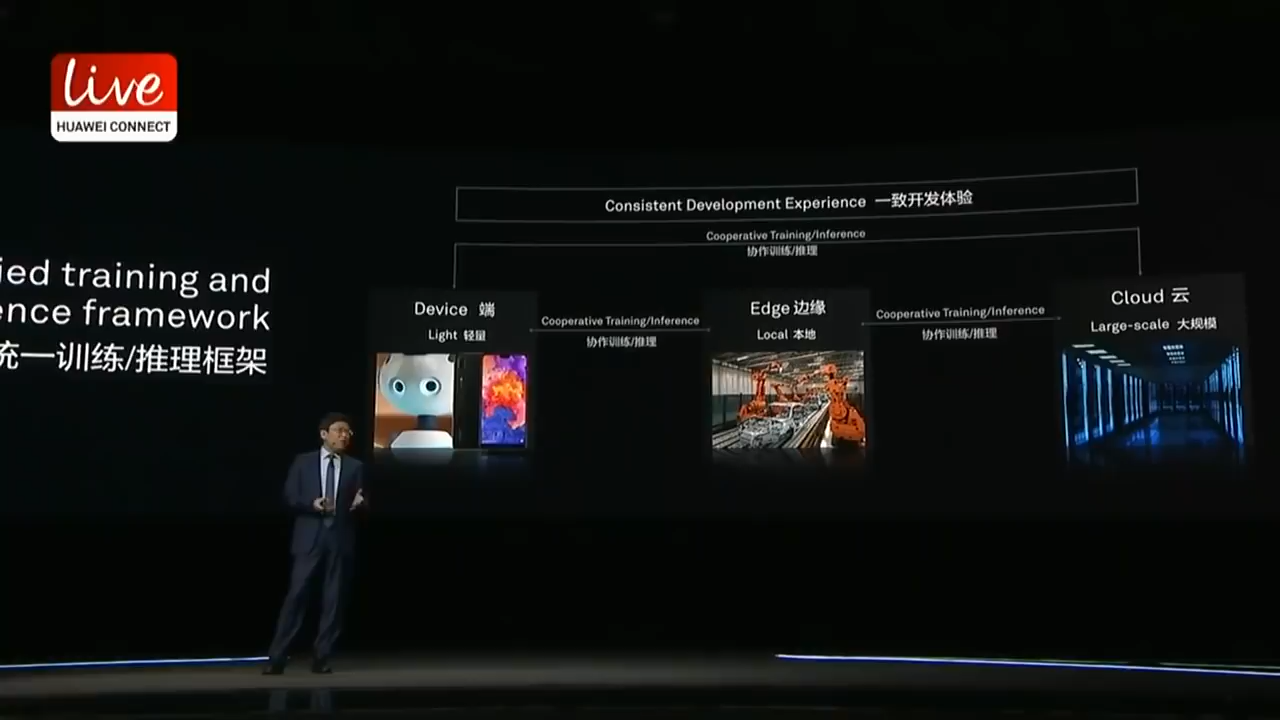 Live
HUAWEI CONNECT
Consistent Development Experience 一致开发体验
Cooperative Training/Inference
协作训练/推理
ied training and
ence framework
统一训练/推理框架
Device 端
Light 轻量
Cooperative Training/Inference
协作训练/推理
Edge 边缘
Local 本地
Cooperative Training/Inference
协作训练/推理
Cloud 云
Large-scale 大规模